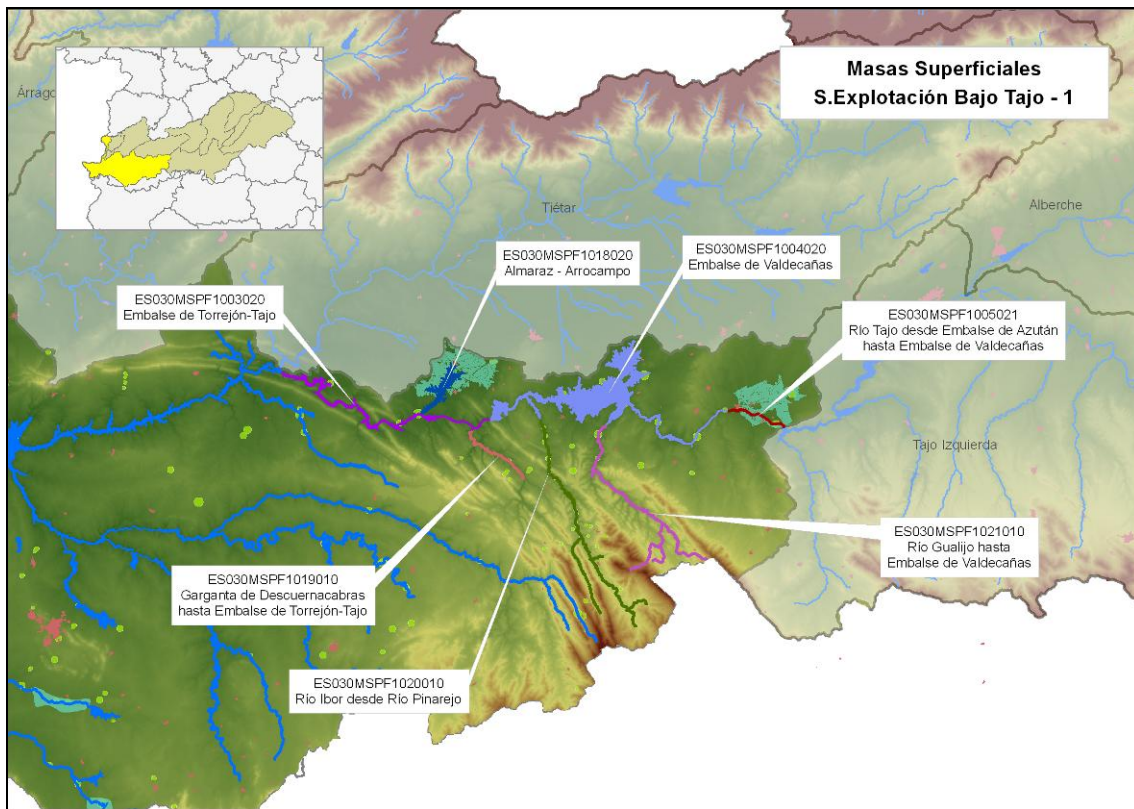 Masas Superficiales
S.Explotación Bajo Tajo - 1
Árrago
Tiétar
Alberche
ES030MSPF1018020
Almaraz - Arrocampo
ES030MSPF1004020
Embalse de Valdecañas
ES030MSPF1003020
Embalse de Torrejón-Tajo
ES030MSPF1005021
Río Tajo desde Embalse de Azután
hasta Embalse de Valdecañas
Tajo Izquierda
ES030MSPF1021010
Río Gualijo hasta
Embalse de Valdecañas
ES030MSPF1019010
Garganta de Descuernacabras
hasta Embalse de Torrejón-Tajo
ES030MSPF1020010
Río Ibor desde Río Pinarejo